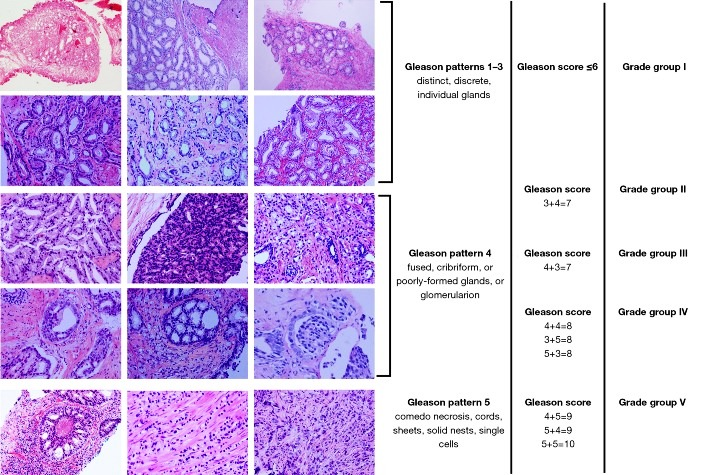 Gleason patterns 1–3
distinct, discrete,
individual glands
Gleason score ≤6
Grade group I
Gleason score
3+4=7
Grade group II
Gleason pattern 4
fused, cribriform, or
poorly-formed glands, or
glomerularion
Gleason score
4+3=7
Grade group III
Gleason score
4+4=8
3+5=8
5+3=8
Grade group IV
Gleason pattern 5
comedo necrosis, cords,
sheets, solid nests, single
cells
Gleason score
4+5=9
5+4=9
5+5=10
Grade group V